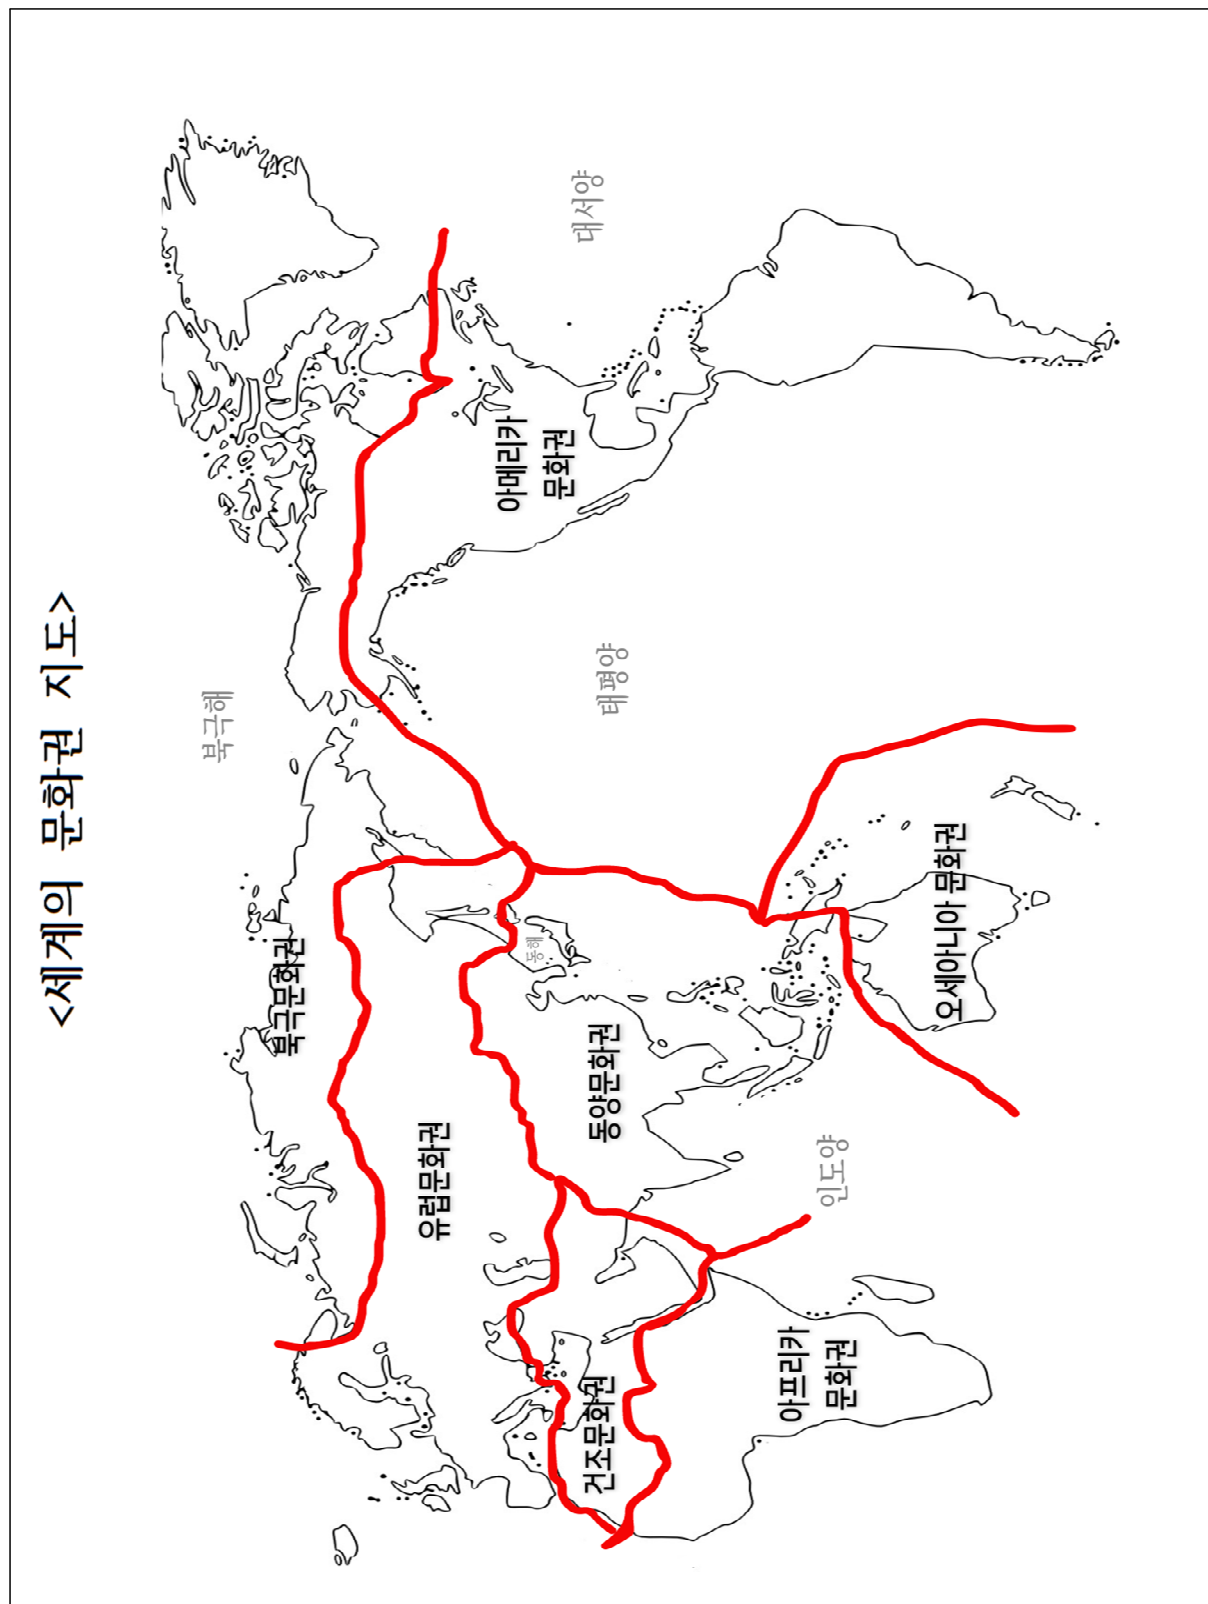 <세계의 문화권 지도>
북극해
북극문화권
유럽문화권
동해
아메리카
문화권
대서양
태평양
동양문화권
건조문화권
아프리카
문화권
인도양
오세아니아 문화권